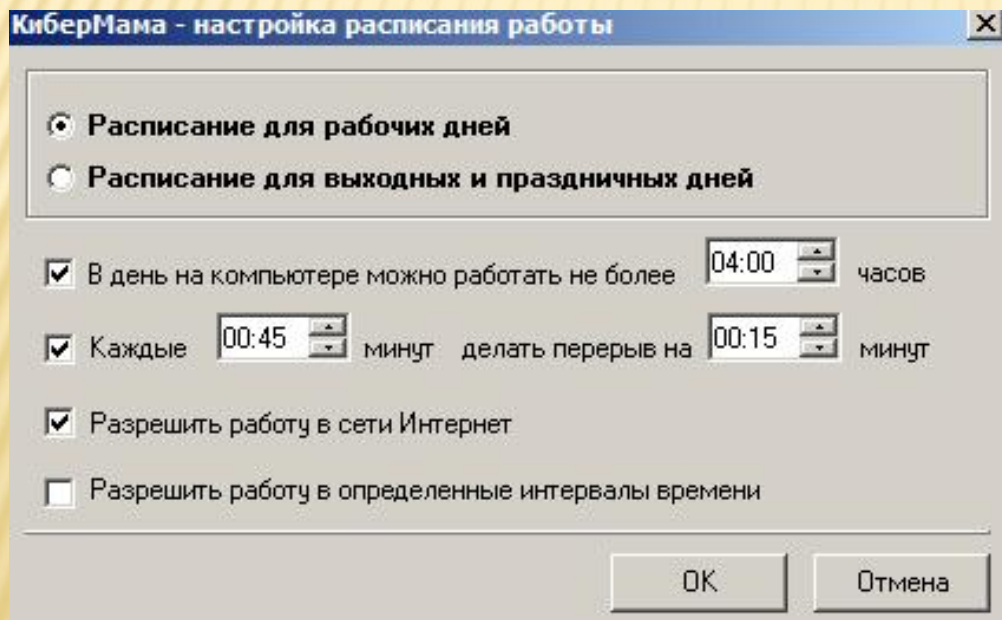 КиберМама - настройка расписания работы
Расписание для рабочих дней
Расписание для выходных и праздничных дней
В день на компьютере можно работать не более 04:00 часов
Каждые 00:45 минут делать перерыв на 00:15 минут
Разрешить работу в сети Интернет
Разрешить работу в определенные интервалы времени
OK Отмена